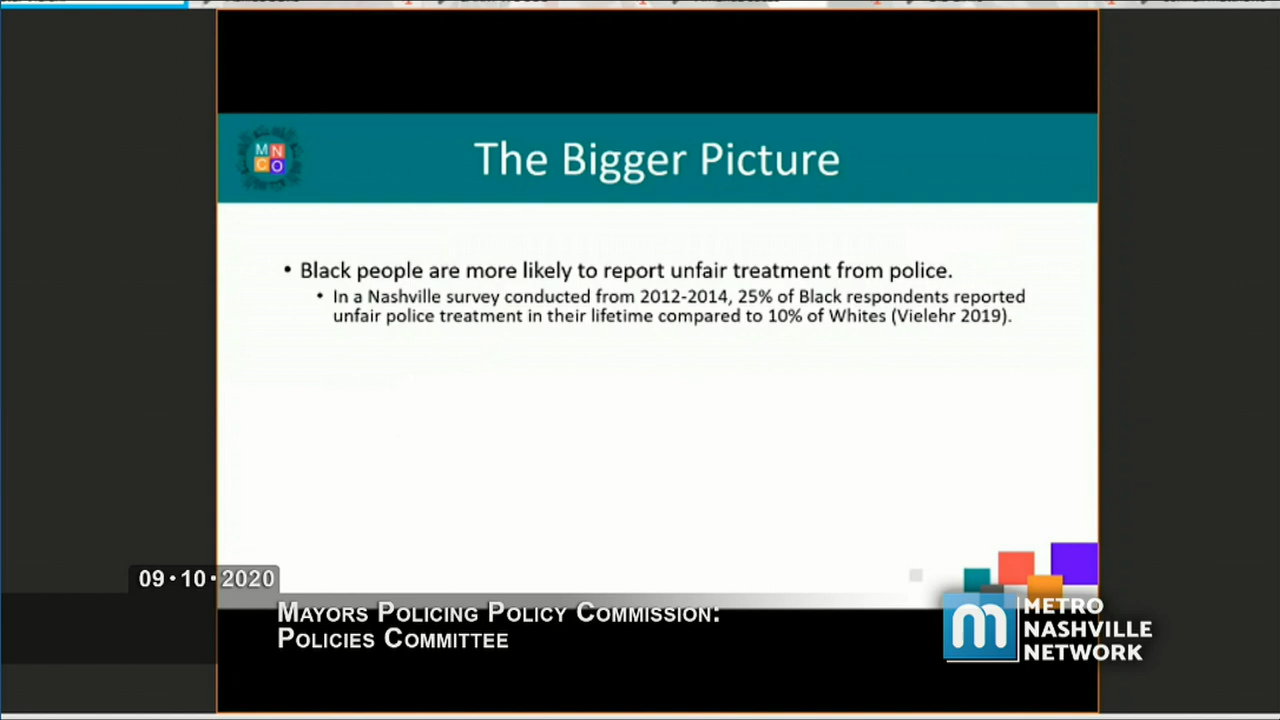 MN
CO
The Bigger Picture
• Black people are more likely to report unfair treatment from police.
• In a Nashville survey conducted from 2012-2014, 25% of Black respondents reported
unfair police treatment in their lifetime compared to 10% of Whites (Vielehr 2019).
09•10•2020
Mayors Policing Policy Commission:
Policies Committee
m
METRO
NASHVILLE
NETWORK